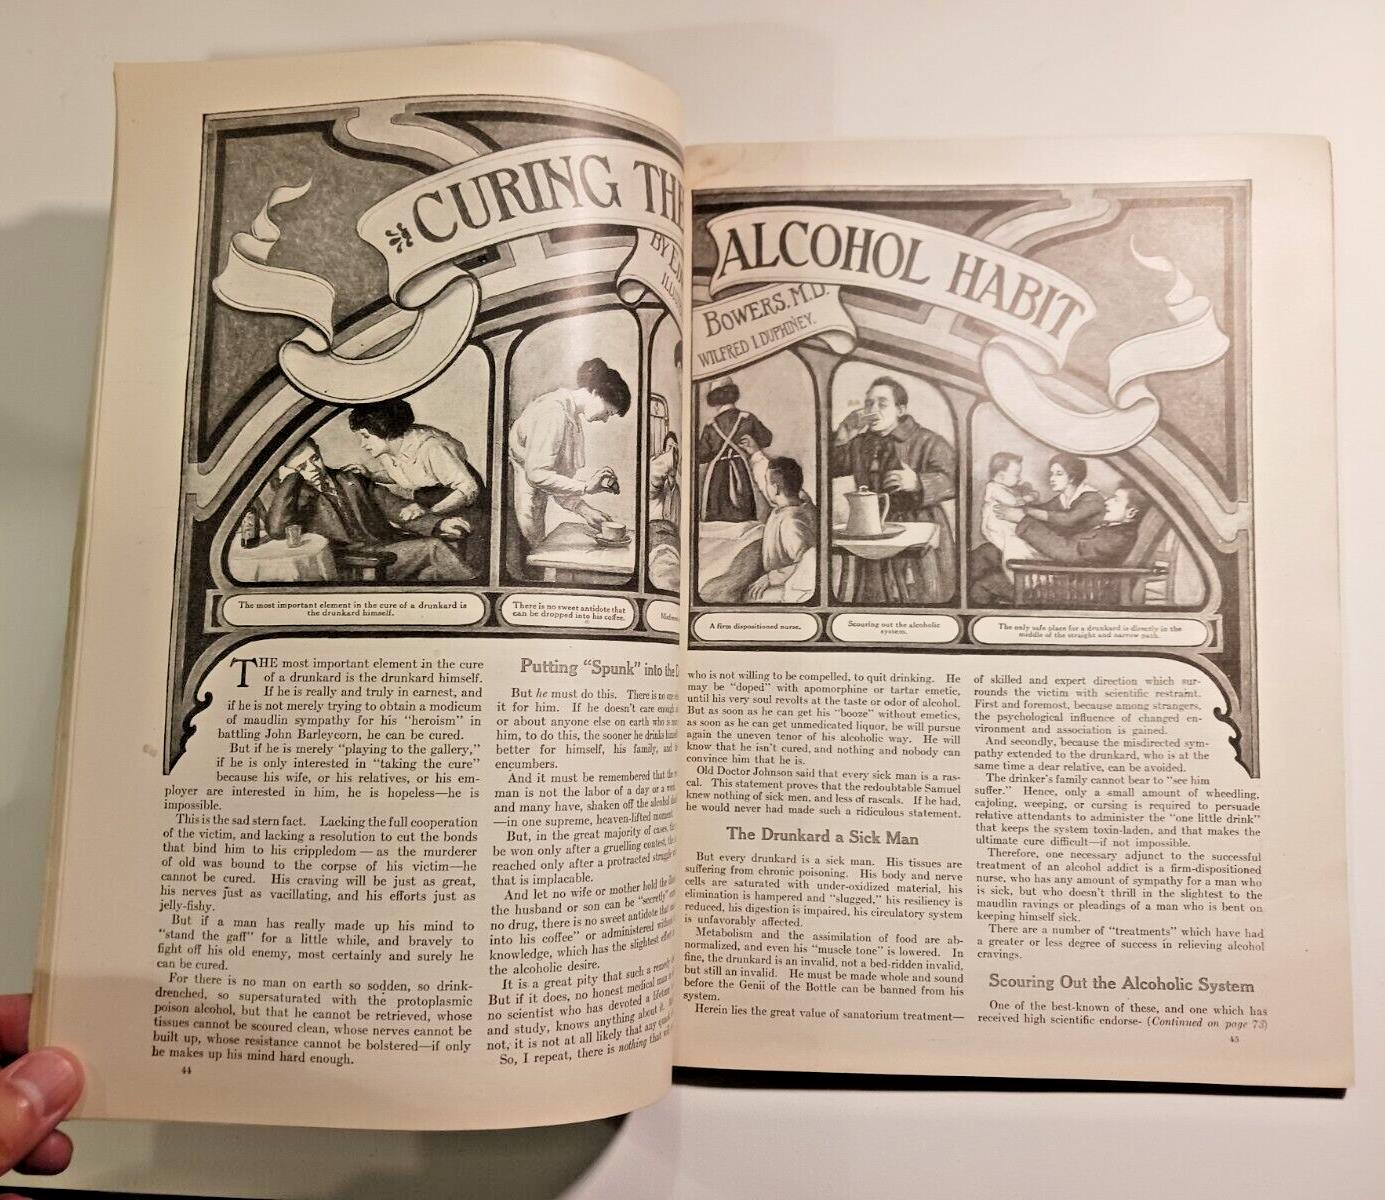 CURING THE
ALCOHOL HABIT
BY
BOWERS, M.D.
WILFRED I. DUPHINEY.
The most important element in the cure of a drunkard is
the drunkard himself.
There is no sweet antidote that
can be dropped into his coffee.
A firm dispositioned nurse.
Scouring out the alcoholic
system.
The only safe place for a drunkard is directly in the
middle of the straight and narrow path.
THE most important element in the cure
of a drunkard is the drunkard himself.
If he is really and truly in earnest, and
if he is not merely trying to obtain a modicum
of maudlin sympathy for his "heroism" in
battling John Barleycorn, he can be cured.
But if he is merely "playing to the gallery,"
if he is only interested in "taking the cure"
because his wife, or his relatives, or his em-
ployer are interested in him, he is hopeless—he is
impossible.
This is the sad stern fact. Lacking the full cooperation
of the victim, and lacking a resolution to cut the bonds
that bind him to his crippledom—as the murderer
of old was bound to the corpse of his victim—he
cannot be cured. His craving will be just as great,
his nerves just as vacillating, and his efforts just as
jelly-fishy.
But if a man has really made up his mind to
"stand the gaff" for a little while, and bravely to
fight off his old enemy, most certainly and surely he
can be cured.
For there is no man on earth so sodden, so drink-
drenched, so supersaturated with the protoplasmic
poison alcohol, but that he cannot be retrieved, whose
tissues cannot be scoured clean, whose nerves cannot be
built up, whose resistance cannot be bolstered—if only
he makes up his mind hard enough.
44
Putting "Spunk" into the
But he must do this. There is no
it for him. If he doesn't care enough
or about anyone else on earth who is
him, to do this, the sooner he drinks
better for himself, his family, and
encumbers.
And it must be remembered that the
man is not the labor of a day or a
and many have, shaken off the alcohol
—in one supreme, heaven-lifted moment
But, in the great majority of cases,
be won only after a gruelling contest,
reached only after a protracted struggle
that is implacable.
And let no wife or mother hold the
the husband or son can be "secretly"
no drug, there is no sweet antidote that
into his coffee" or administered without
knowledge, which has the slightest effect
the alcoholic desire.
It is a great pity that such a remedy
But if it does, no honest medical man
no scientist who has devoted a lifetime
and study, knows anything about it.
not, it is not at all likely that any
So, I repeat, there is nothing that
who is not willing to be compelled, to quit drinking. He
may be "doped" with apomorphine or tartar emetic,
until his very soul revolts at the taste or odor of alcohol.
But as soon as he can get his "booze" without emetics,
as soon as he can get unmedicated liquor, he will pursue
again the uneven tenor of his alcoholic way. He will
know that he isn't cured, and nothing and nobody can
convince him that he is.
Old Doctor Johnson said that every sick man is a ras-
cal. This statement proves that the redoubtable Samuel
knew nothing of sick men, and less of rascals. If he had,
he would never had made such a ridiculous statement.
The Drunkard a Sick Man
But every drunkard is a sick man. His tissues are
suffering from chronic poisoning. His body and nerve
cells are saturated with under-oxidized material, his
elimination is hampered and "slugged," his resiliency is
reduced, his digestion is impaired, his circulatory system
is unfavorably affected.
Metabolism and the assimilation of food are ab-
normalized, and even his "muscle tone" is lowered. In
fine, the drunkard is an invalid, not a bed-ridden invalid,
but still an invalid. He must be made whole and sound
before the Genii of the Bottle can be banned from his
system.
Herein lies the great value of sanatorium treatment—
of skilled and expert direction which sur-
rounds the victim with scientific restraint.
First and foremost, because among strangers,
the psychological influence of changed en-
vironment and association is gained.
And secondly, because the misdirected sym-
pathy extended to the drunkard, who is at the
same time a dear relative, can be avoided.
The drinker's family cannot bear to "see him
suffer." Hence, only a small amount of wheedling,
cajoling, weeping, or cursing is required to persuade
relative attendants to administer the "one little drink"
that keeps the system toxin-laden, and that makes the
ultimate cure difficult—if not impossible.
Therefore, one necessary adjunct to the successful
treatment of an alcohol addict is a firm-dispositioned
nurse, who has any amount of sympathy for a man who
is sick, but who doesn't thrill in the slightest to the
maudlin ravings or pleadings of a man who is bent on
keeping himself sick.
There are a number of "treatments" which have had
a greater or less degree of success in relieving alcohol
cravings.
Scouring Out the Alcoholic System
One of the best-known of these, and one which has
received high scientific endorse- (Continued on page 73)
45